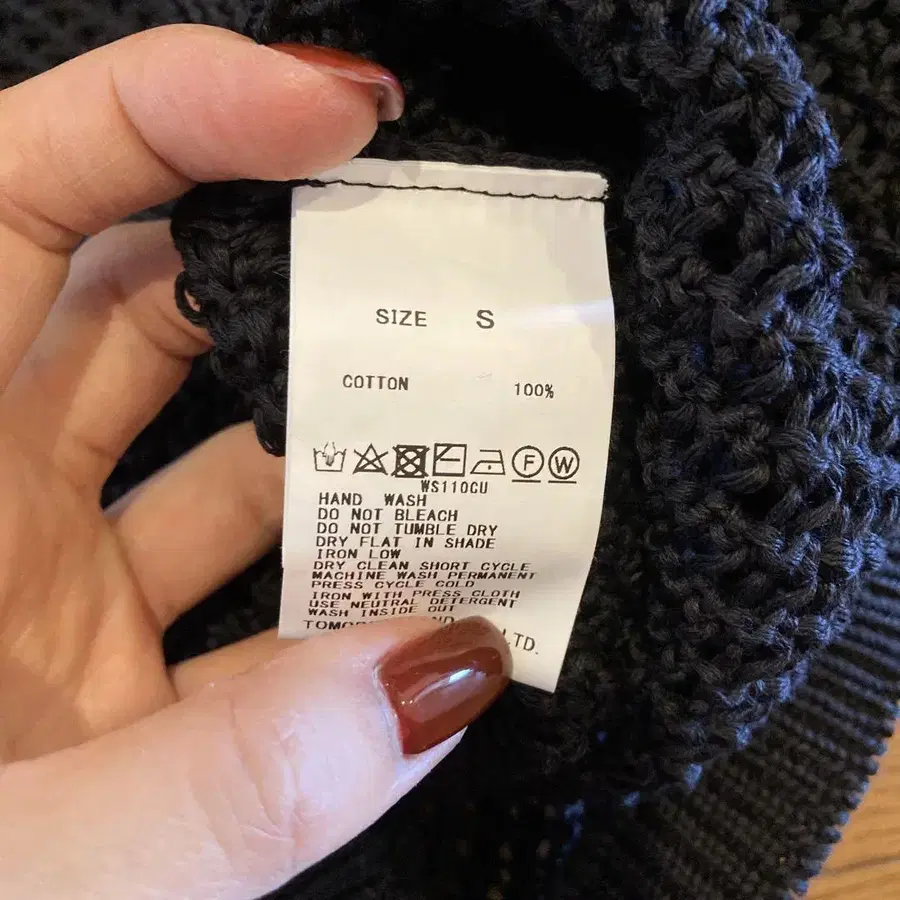 SIZE S
COTTON 100%
F W
WS110CU
HAND WASH
DO NOT BLEACH
DO NOT TUMBLE DRY
DRY FLAT IN SHADE
IRON LOW
DRY CLEAN SHORT CYCLE
MACHINE WASH PERMANENT
PRESS CYCLE COLD
IRON WITH PRESS CLOTH
USE NEUTRAL DETERGENT
WASH INSIDE OUT
LTD.